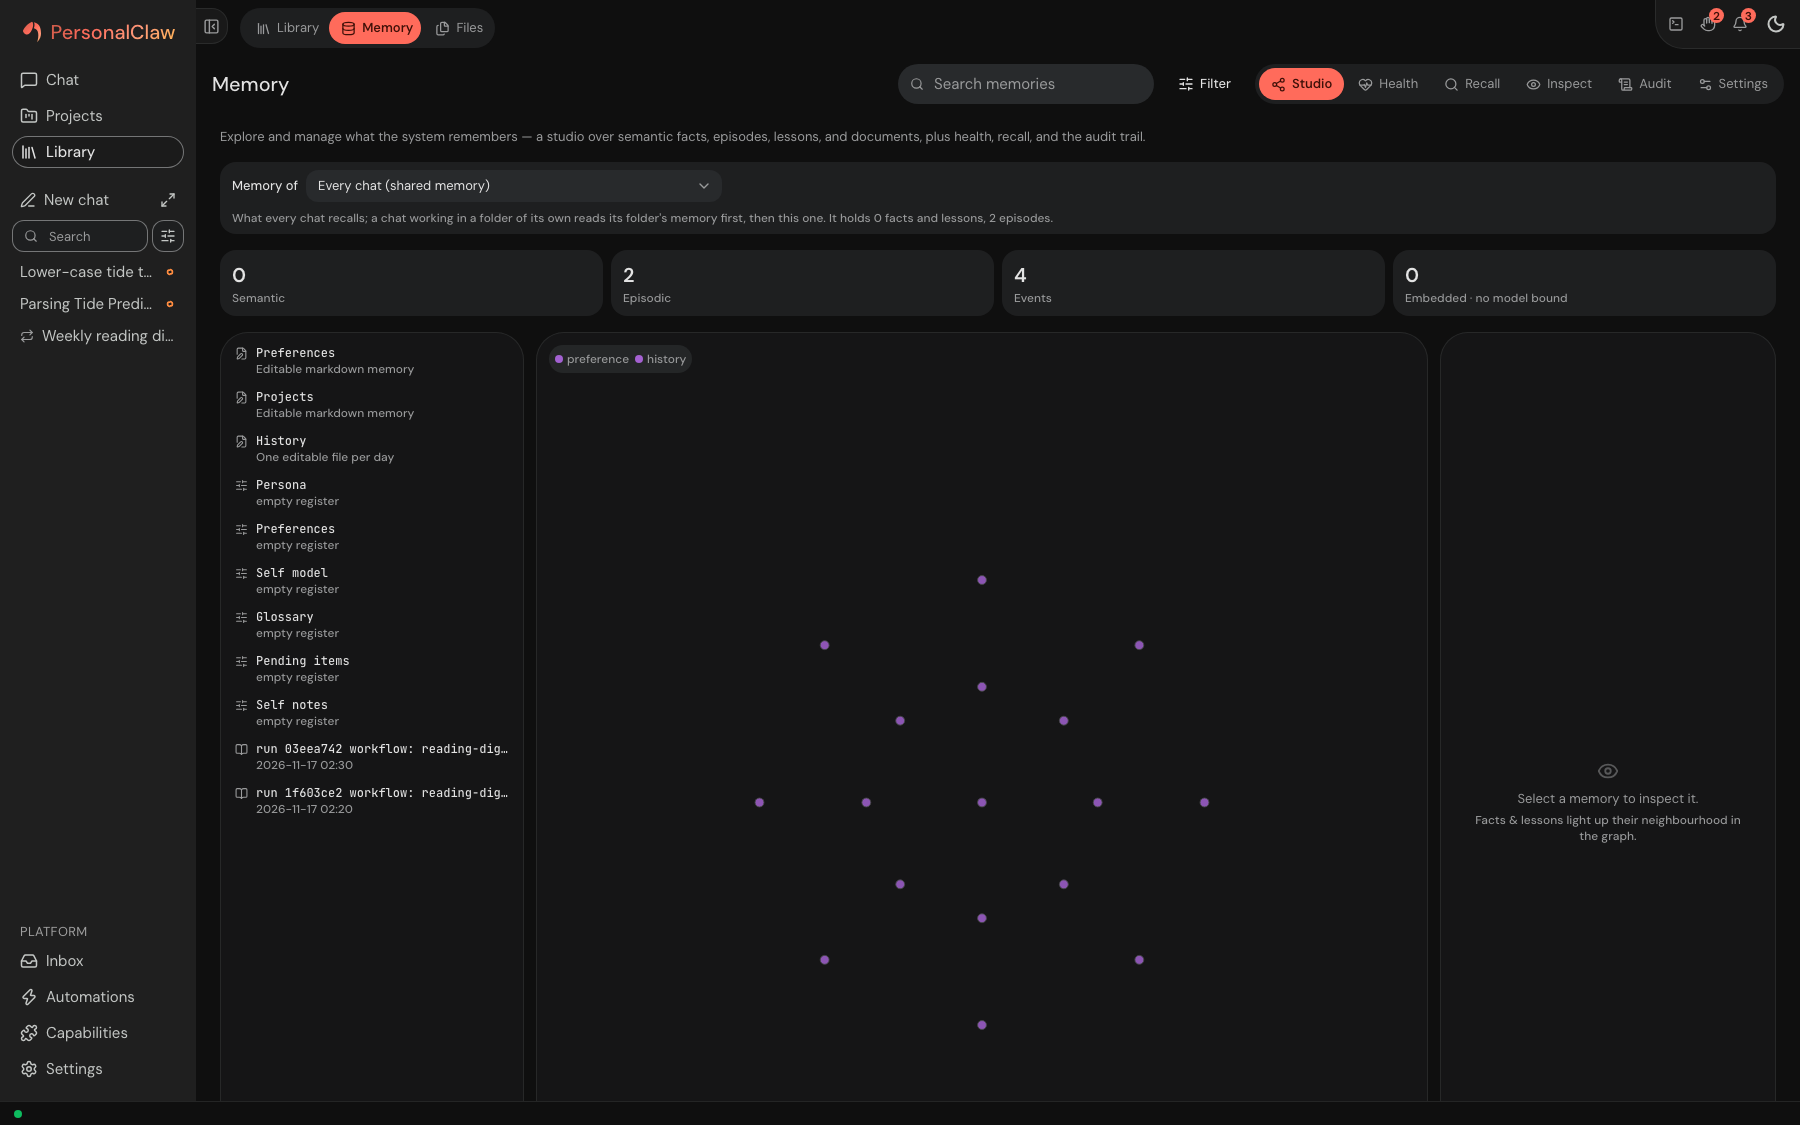 PersonalClaw
Chat
Projects
Library
New chat
Search
Lower-case tide t...
Parsing Tide Predi...
Weekly reading di...
PLATFORM
Inbox
Automations
Capabilities
Settings
Library
Memory
Files
2
3
Memory
Search memories
Filter
Studio
Health
Recall
Inspect
Audit
Settings
Explore and manage what the system remembers — a studio over semantic facts, episodes, lessons, and documents, plus health, recall, and the audit trail.
Memory of
Every chat (shared memory)
What every chat recalls; a chat working in a folder of its own reads its folder's memory first, then this one. It holds 0 facts and lessons, 2 episodes.
0
Semantic
2
Episodic
4
Events
0
Embedded · no model bound
Preferences
Editable markdown memory
Projects
Editable markdown memory
History
One editable file per day
Persona
empty register
Preferences
empty register
Self model
empty register
Glossary
empty register
Pending items
empty register
Self notes
empty register
run 03eea742 workflow: reading-dig…
2026-11-17 02:30
run 1f603ce2 workflow: reading-dig…
2026-11-17 02:20
preference
history
Select a memory to inspect it.
Facts & lessons light up their neighbourhood in
the graph.